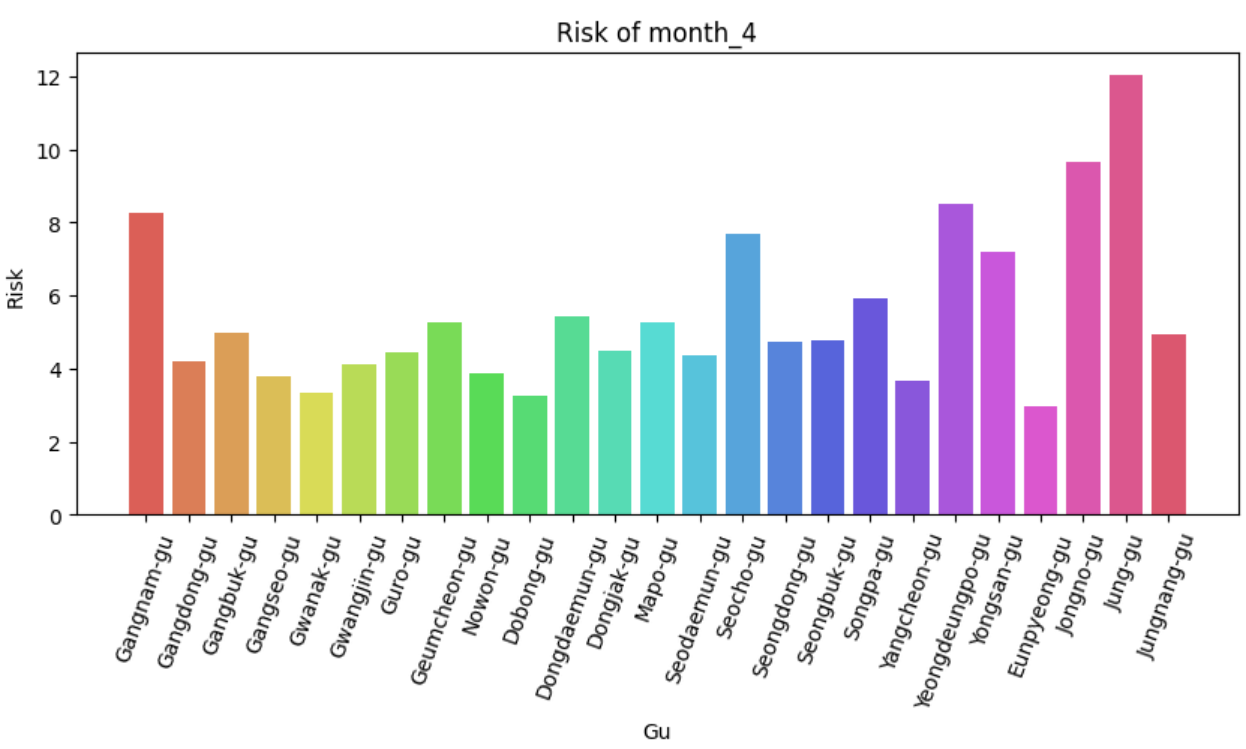 Risk of month_4
Risk
12
10
8
6
4
2
0
Gangnam-gu
Gangdong-gu
Gangbuk-gu
Gangseo-gu
Gwanak-gu
Gwangjin-gu
Guro-gu
Geumcheon-gu
Nowon-gu
Dobong-gu
Dongdaemun-gu
Dongjak-gu
Mapo-gu
Seodaemun-gu
Seocho-gu
Seongdong-gu
Seongbuk-gu
Songpa-gu
Yangcheon-gu
Yeongdeungpo-gu
Yongsan-gu
Eunpyeong-gu
Jongno-gu
Jung-gu
Jungnang-gu
Gu